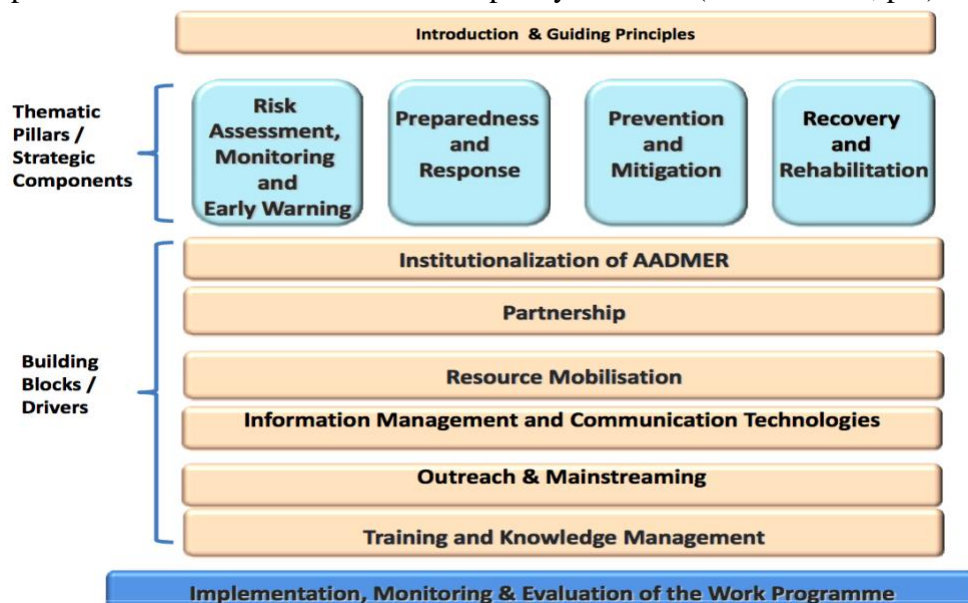 Introduction & Guiding Principles
Thematic
Pillars /
Strategic
Components
Risk
Assessment,
Monitoring
and
Early Warning
Preparedness
and
Response
Prevention
and
Mitigation
Recovery
and
Rehabilitation
Building
Blocks /
Drivers
Institutionalization of AADMER
Partnership
Resource Mobilisation
Information Management and Communication Technologies
Outreach & Mainstreaming
Training and Knowledge Management
Implementation, Monitoring & Evaluation of the Work Programme